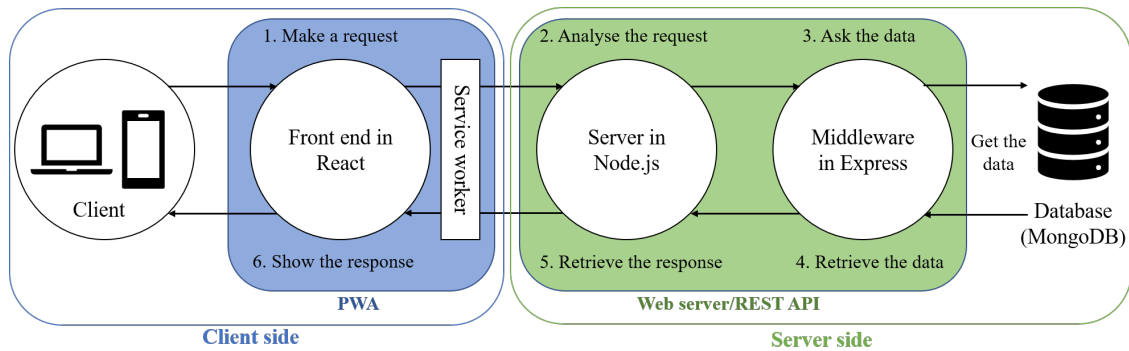 1. Make a request
2. Analyse the request
3. Ask the data
Client
Front end in
React
Service worker
Server in
Node.js
Middleware
in Express
Get the
data
Database
(MongoDB)
6. Show the response
5. Retrieve the response
4. Retrieve the data
PWA
Web server/REST API
Client side
Server side